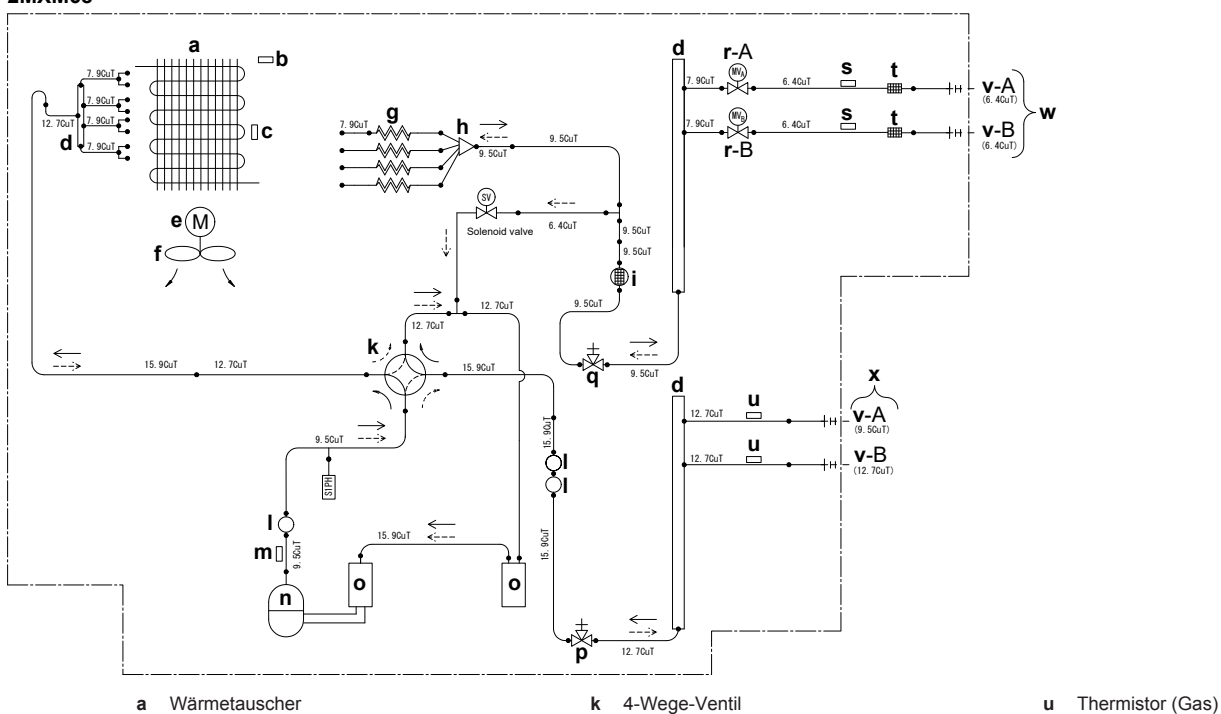 a
b
7.9CuT
7.9CuT
7.9CuT
7.9CuT
12.7CuT
d
c
e M
f
7.9CuT
g
h
9.5CuT
9.5CuT
SV
Solenoid valve
6.4CuT
9.5CuT
9.5CuT
i
9.5CuT
q
9.5CuT
d
7.9CuT
r-A
MVA
6.4CuT
s
t
v-A
(6.4CuT)
7.9CuT
MVB
r-B
6.4CuT
s
t
v-B
(6.4CuT)
w
12.7CuT
12.7CuT
k
15.9CuT
12.7CuT
15.9CuT
9.5CuT
S1PH
l
m
9.5CuT
n
15.9CuT
o
o
15.9CuT
l
l
15.9CuT
p
12.7CuT
d
12.7CuT
u
x
v-A
(9.5CuT)
12.7CuT
u
v-B
(12.7CuT)
a Wärmetauscher
k 4-Wege-Ventil
u Thermistor (Gas)